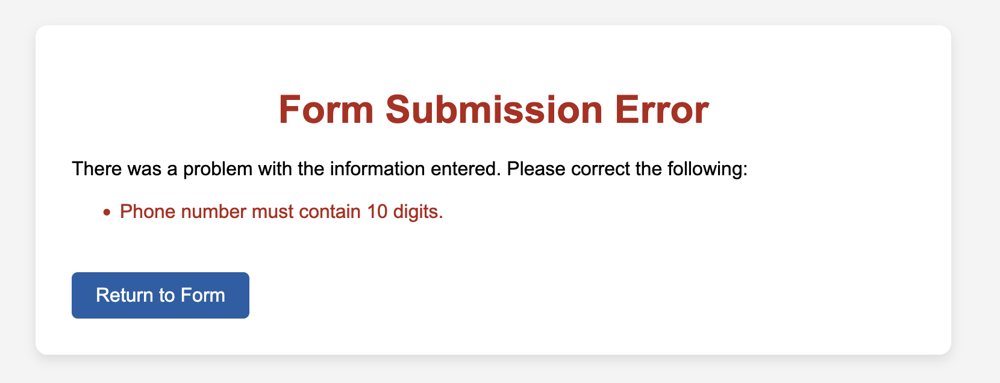 Form Submission Error
There was a problem with the information entered. Please correct the following:
• Phone number must contain 10 digits.
Return to Form